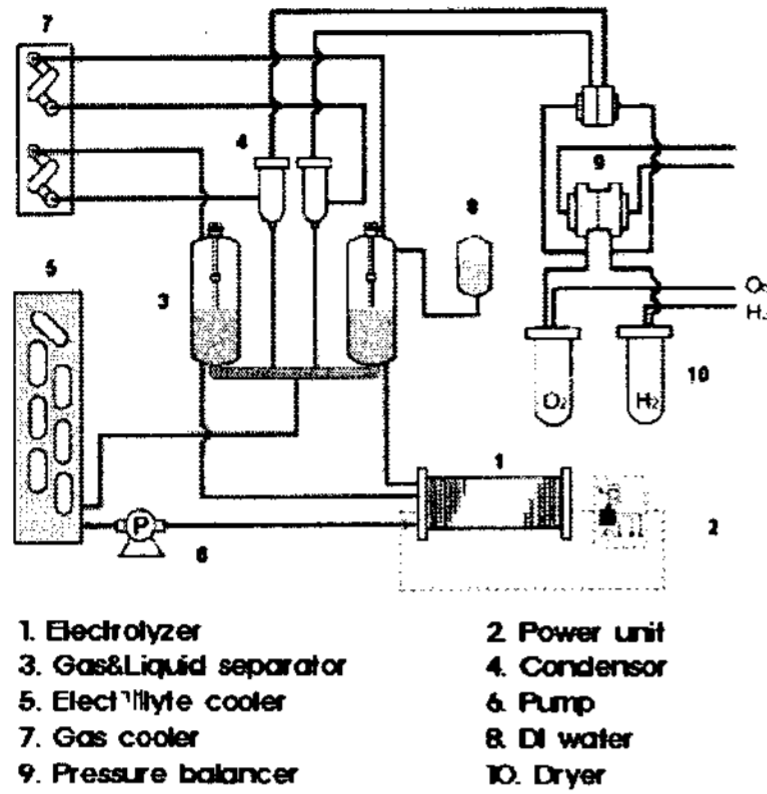 7
4
9
8
5
3
O₂
H₂
10
O₂
H₂
1
P
2
6
1. Electrolyzer
2. Power unit
3. Gas&Liquid separator
4. Condensor
5. cooler
6. Pump
7. Gas cooler
8. DI water
9. Pressure balancer
10. Dryer